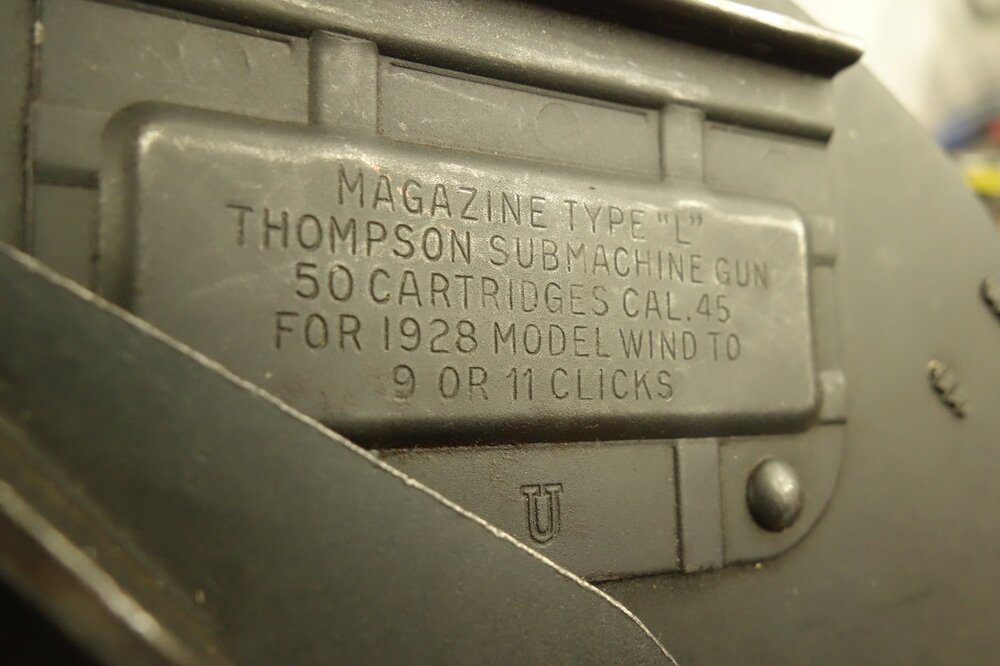 MAGAZINE TYPE "L"
THOMPSON SUBMACHINE GUN
50 CARTRIDGES CAL.45
FOR 1928 MODEL WIND TO
9 OR 11 CLICKS
U